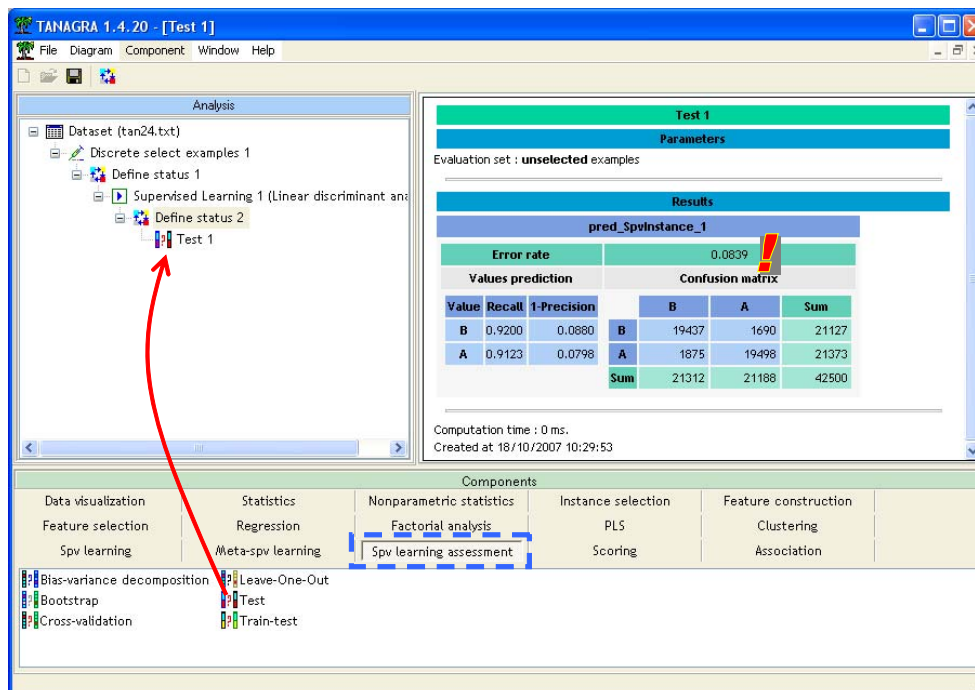 TANAGRA 1.4.20 - [Test 1]
File Diagram Component Window Help
Analysis
Dataset (tan24.txt)
Discrete select examples 1
Define status 1
Supervised Learning 1 (Linear discriminant ana
Define status 2
Test 1
Test 1
Parameters
Evaluation set : unselected examples
Results
pred_SpvInstance_1
Error rate 0.0839
Values prediction Confusion matrix
Value Recall 1-Precision B A Sum
B 0.9200 0.0880 B 19437 1690 21127
A 0.9123 0.0798 A 1875 19498 21373
Sum 21312 21188 42500
Computation time : 0 ms.
Created at 18/10/2007 10:29:53
Components
Data visualization Statistics Nonparametric statistics Instance selection Feature construction
Feature selection Regression Factorial analysis PLS Clustering
Spv learning Meta-spv learning Spv learning assessment Scoring Association
Bias-variance decomposition Leave-One-Out
Bootstrap Test
Cross-validation Train-test